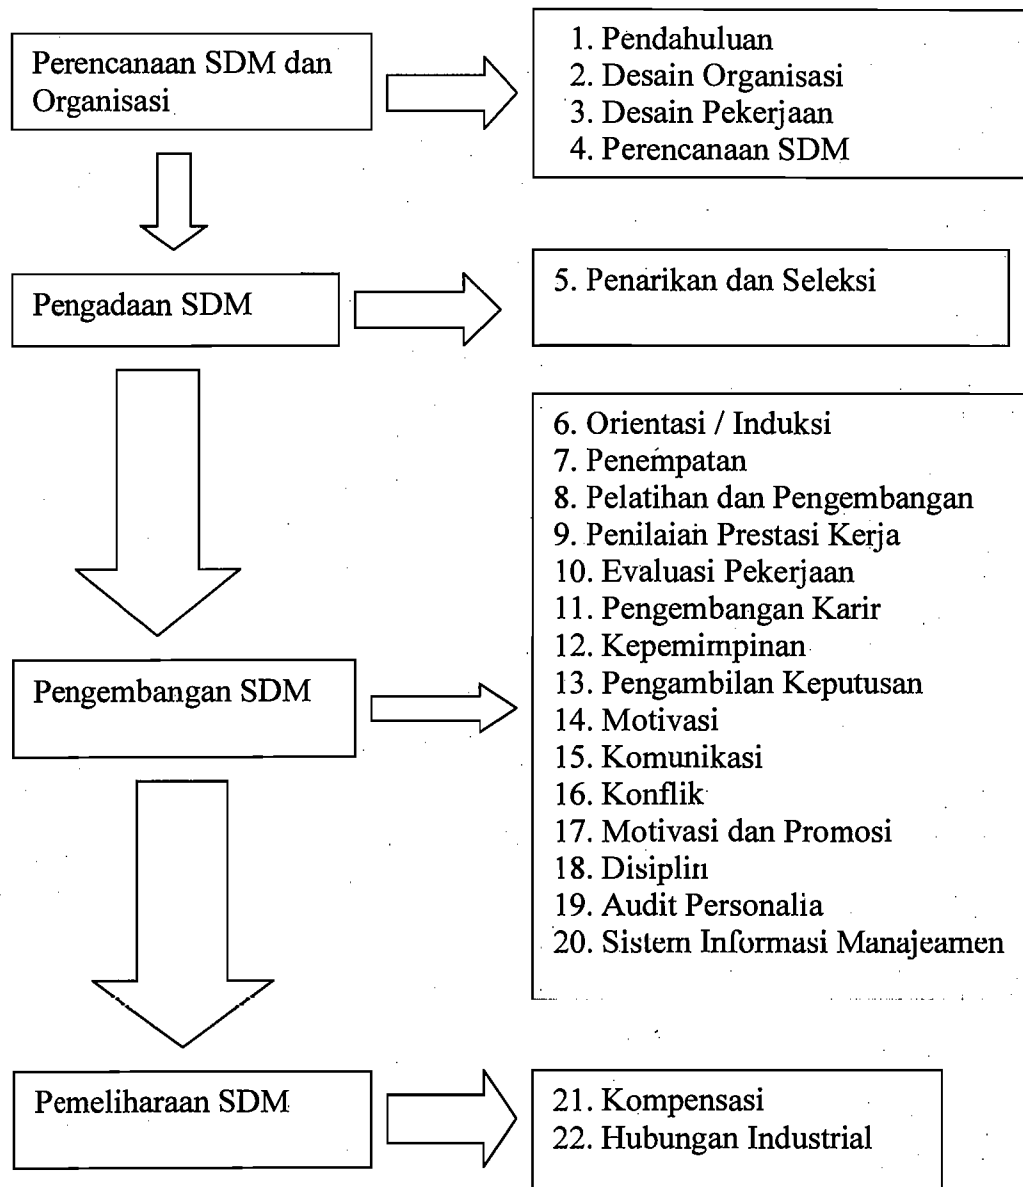 Perencanaan SDM dan
Organisasi
1. Pendahuluan
2. Desain Organisasi
3. Desain Pekerjaan
4. Perencanaan SDM
Pengadaan SDM
5. Penarikan dan Seleksi
Pengembangan SDM
6. Orientasi / Induksi
7. Penempatan
8. Pelatihan dan Pengembangan
9. Penilaian Prestasi Kerja
10. Evaluasi Pekerjaan
11. Pengembangan Karir
12. Kepemimpinan
13. Pengambilan Keputusan
14. Motivasi
15. Komunikasi
16. Konflik
17. Motivasi dan Promosi
18. Disiplin
19. Audit Personalia
20. Sistem Informasi Manajeamen
Pemeliharaan SDM
21. Kompensasi
22. Hubungan Industrial